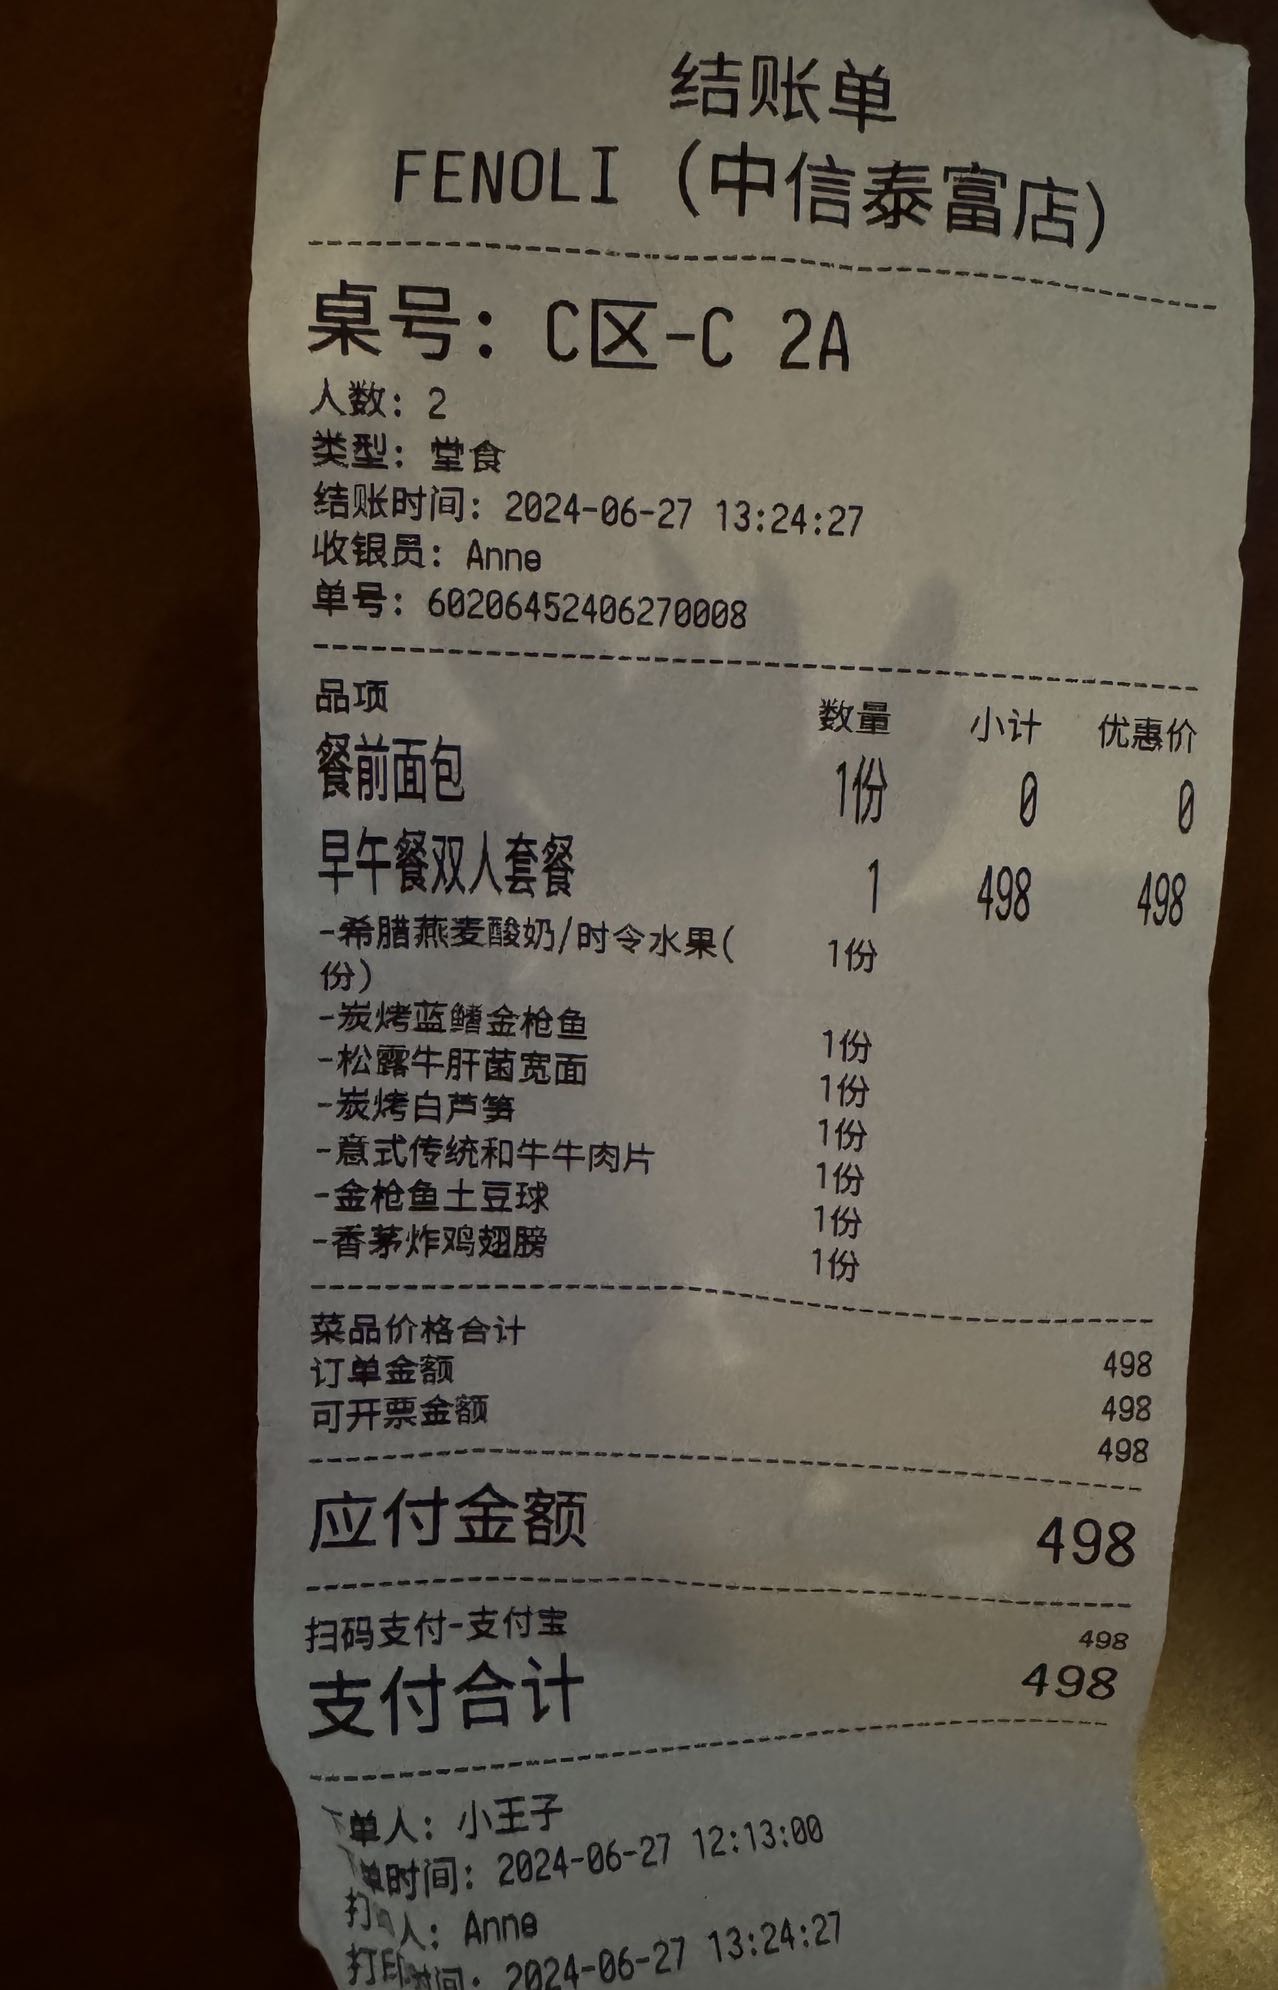 结账单
FENOLI (中信泰富店)
桌号: C区-C 2A
人数: 2
类型: 堂食
结账时间: 2024-06-27 13:24:27
收银员: Anne
单号: 60206452406270008
品项 数量 小计 优惠价
餐前面包 1份 0 0
早午餐双人套餐 1 498 498
-希腊燕麦酸奶/时令水果( 1份
份)
-炭烤蓝鳍金枪鱼 1份
-松露牛肝菌宽面 1份
-炭烤白芦笋 1份
-意式传统和牛牛肉片 1份
-金枪鱼土豆球 1份
-香茅炸鸡翅膀 1份
菜品价格合计 498
订单金额 498
可开票金额 498
应付金额 498
扫码支付-支付宝 498
支付合计 498
下单人: 小王子
单时间: 2024-06-27 12:13:00
打 人: Anne
打印时间: 2024-06-27 13:24:27